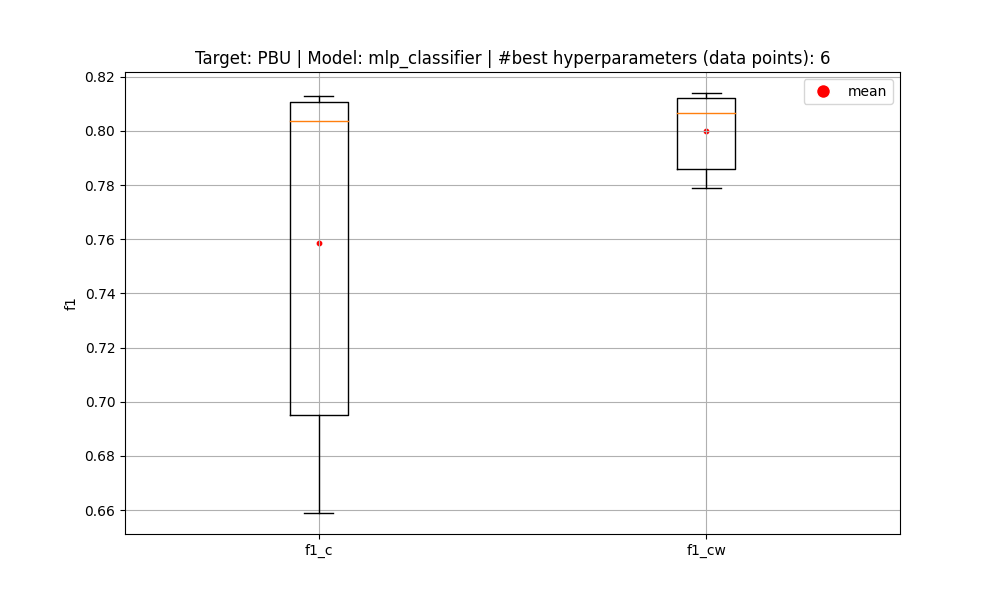 Target: PBU | Model: mlp_classifier | #best hyperparameters (data points): 6
mean
0.82
0.80
0.78
0.76
0.74
0.72
0.70
0.68
0.66
f1
f1_c
f1_cw